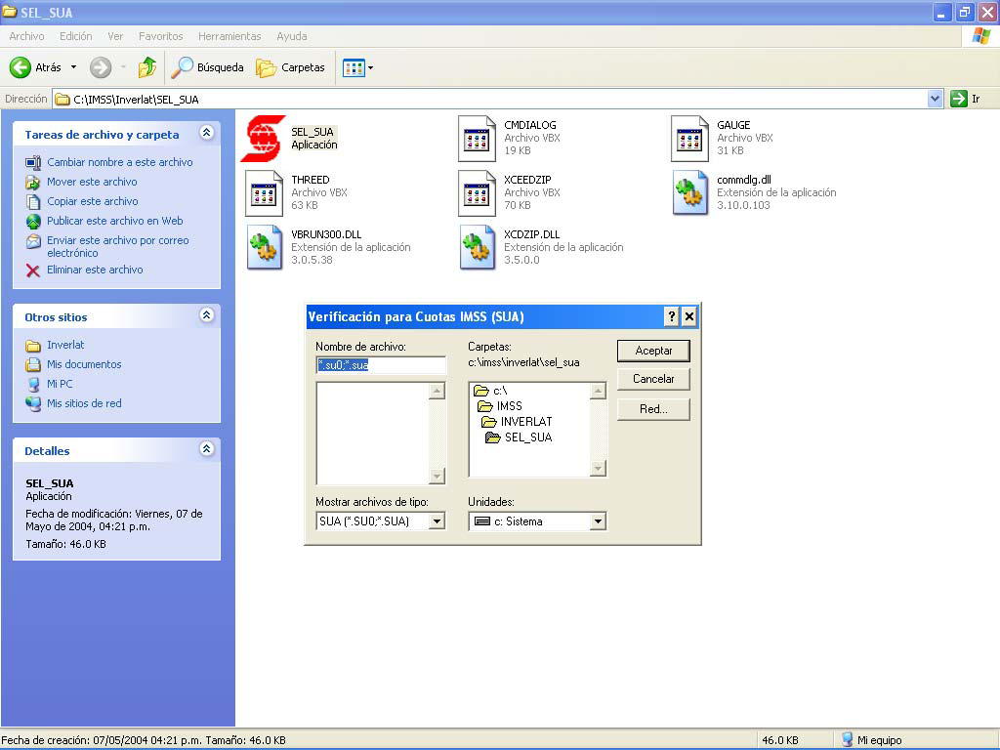 SEL_SUA
Archivo Edición Ver Favoritos Herramientas Ayuda
Atrás Búsqueda Carpetas
Dirección C:\IMSS\Inverlat\SEL_SUA Ir
Tareas de archivo y carpeta
Cambiar nombre a este archivo
Mover este archivo
Copiar este archivo
Publicar este archivo en Web
Enviar este archivo por correo
electrónico
Eliminar este archivo
Otros sitios
Inverlat
Mis documentos
Mi PC
Mis sitios de red
Detalles
SEL_SUA
Aplicación
Fecha de modificación: Viernes, 07 de
Mayo de 2004, 04:21 p.m.
Tamaño: 46.0 KB
SEL_SUA
Aplicación
CMDIALOG
Archivo VBX
19 KB
GAUGE
Archivo VBX
31 KB
THREED
Archivo VBX
63 KB
XCEEDZIP
Archivo VBX
70 KB
commdlg.dll
Extensión de la aplicación
3.10.0.103
VBRUN300.DLL
Extensión de la aplicación
3.0.5.38
XCDZIP.DLL
Extensión de la aplicación
3.5.0.0
Verificación para Cuotas IMSS (SUA)
Nombre de archivo:
*.su0;*.sua
Carpetas:
c:\imss\inverlat\sel_sua
c:\
IMSS
INVERLAT
SEL_SUA
Aceptar
Cancelar
Red...
Mostrar archivos de tipo:
SUA (*.SU0;*.SUA)
Unidades:
c: Sistema
Fecha de creación: 07/05/2004 04:21 p.m. Tamaño: 46.0 KB 46.0 KB Mi equipo